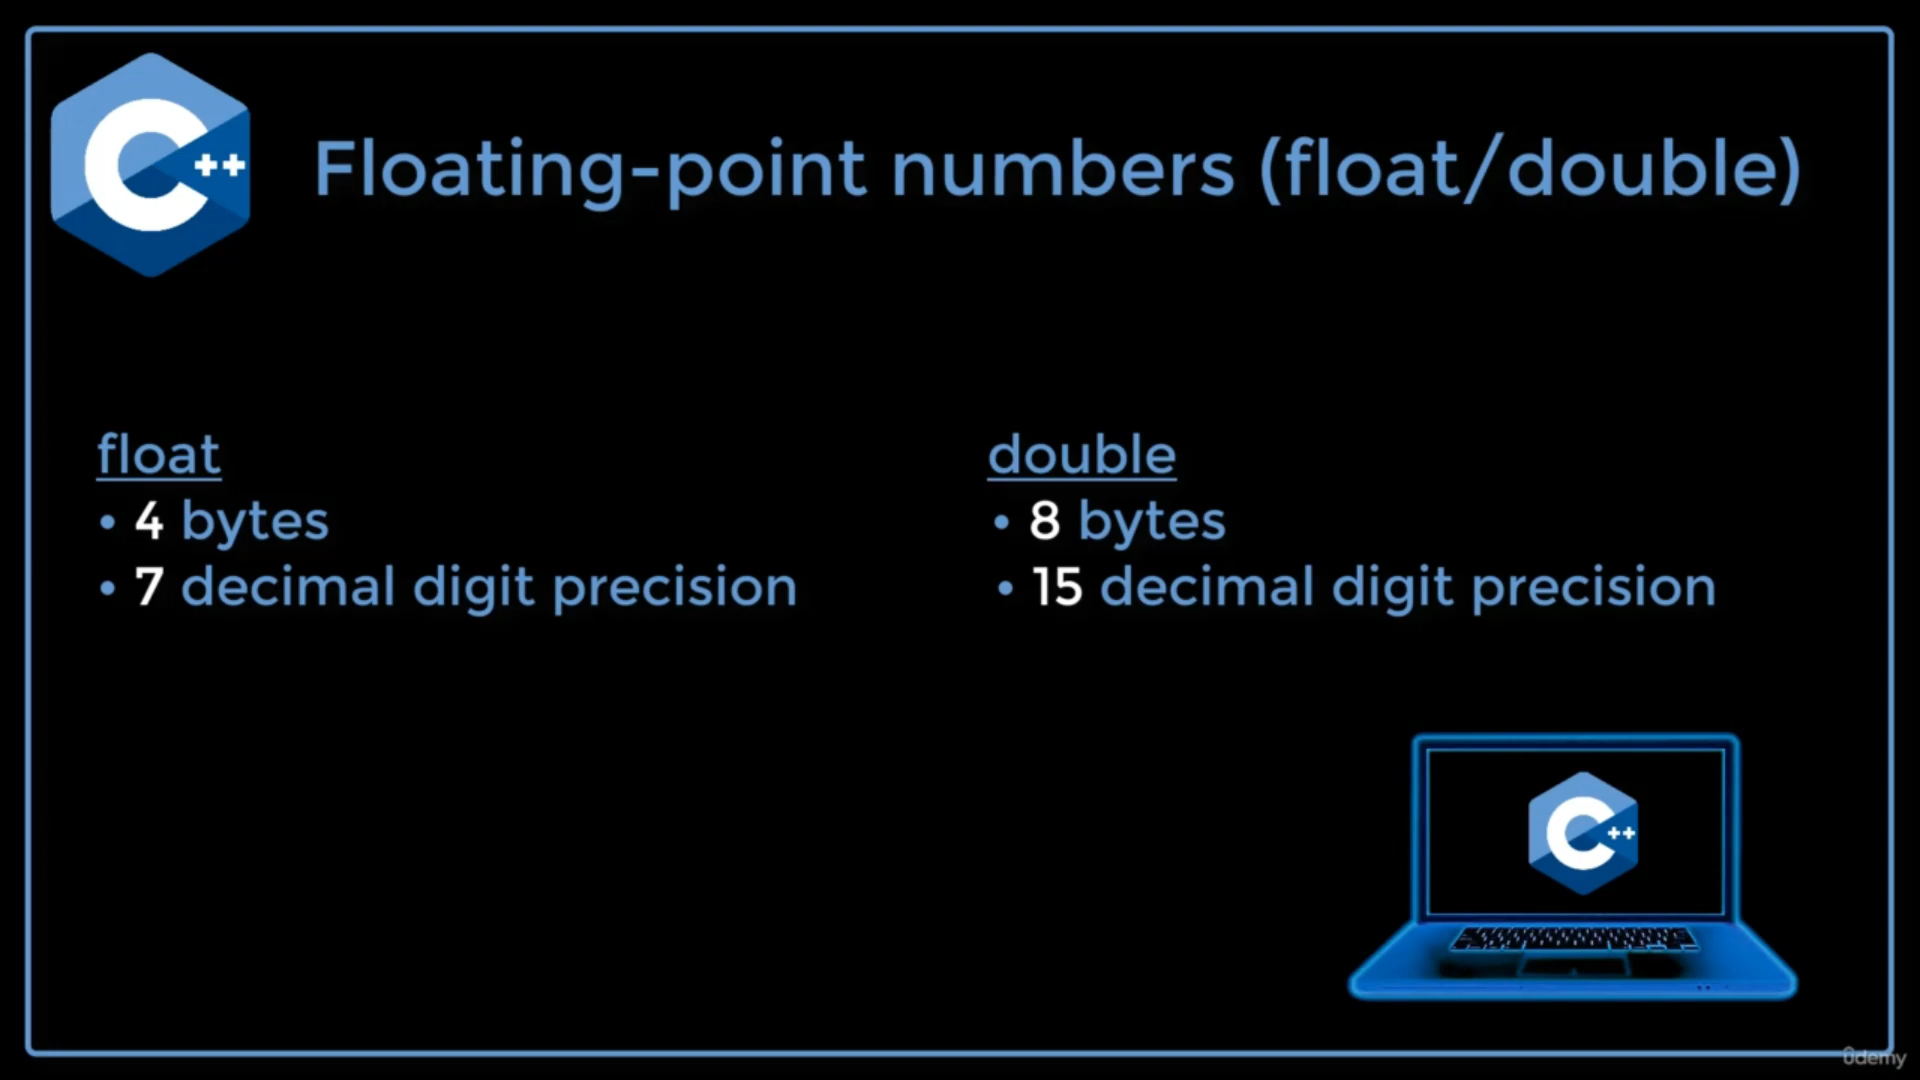 C++
Floating-point numbers (float/double)
float
• 4 bytes
• 7 decimal digit precision
double
• 8 bytes
• 15 decimal digit precision
C++
ûdemy